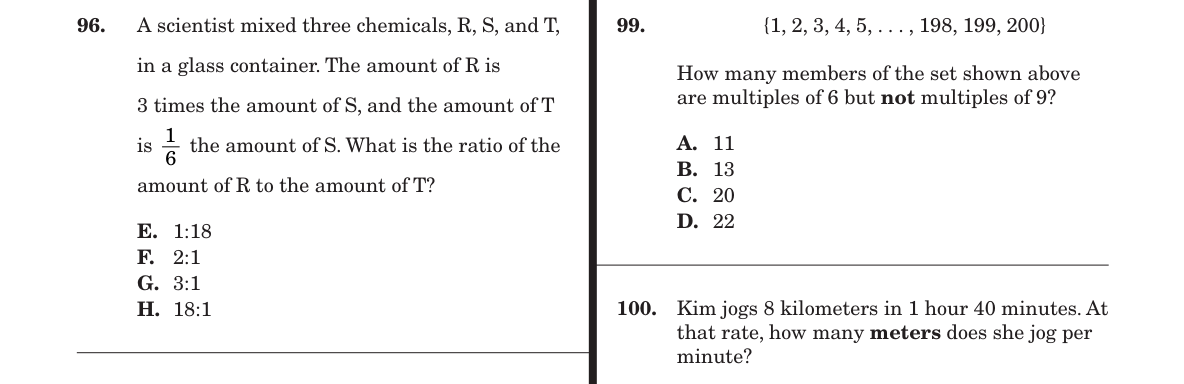 96. A scientist mixed three chemicals, R, S, and T,
in a glass container. The amount of R is
3 times the amount of S, and the amount of T
is 1/6 the amount of S. What is the ratio of the
amount of R to the amount of T?
E. 1:18
F. 2:1
G. 3:1
H. 18:1
99. {1, 2, 3, 4, 5, . . . , 198, 199, 200}
How many members of the set shown above
are multiples of 6 but not multiples of 9?
A. 11
B. 13
C. 20
D. 22
100. Kim jogs 8 kilometers in 1 hour 40 minutes. At
that rate, how many meters does she jog per
minute?